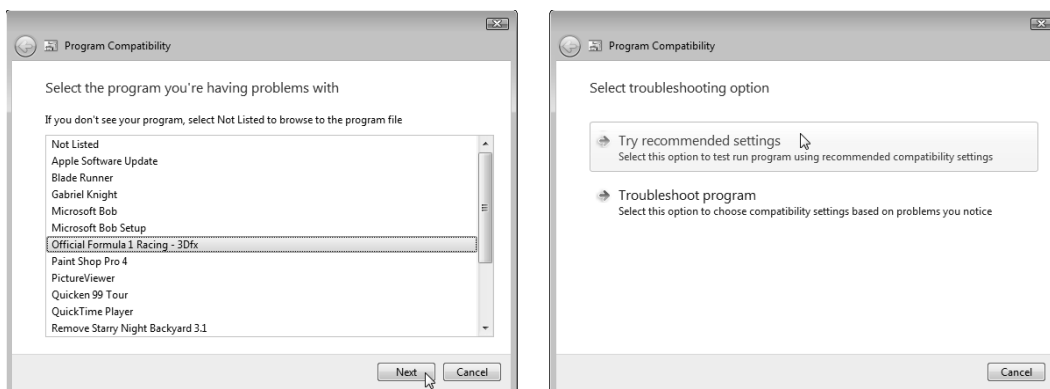 Program Compatibility
Select the program you're having problems with
If you don't see your program, select Not Listed to browse to the program file
Not Listed
Apple Software Update
Blade Runner
Gabriel Knight
Microsoft Bob
Microsoft Bob Setup
Official Formula 1 Racing - 3Dfx
Paint Shop Pro 4
PictureViewer
Quicken 99 Tour
QuickTime Player
Remove Starry Night Backyard 3.1
Next
Cancel
Program Compatibility
Select troubleshooting option
Try recommended settings
Select this option to test run program using recommended compatibility settings
Troubleshoot program
Select this option to choose compatibility settings based on problems you notice
Cancel